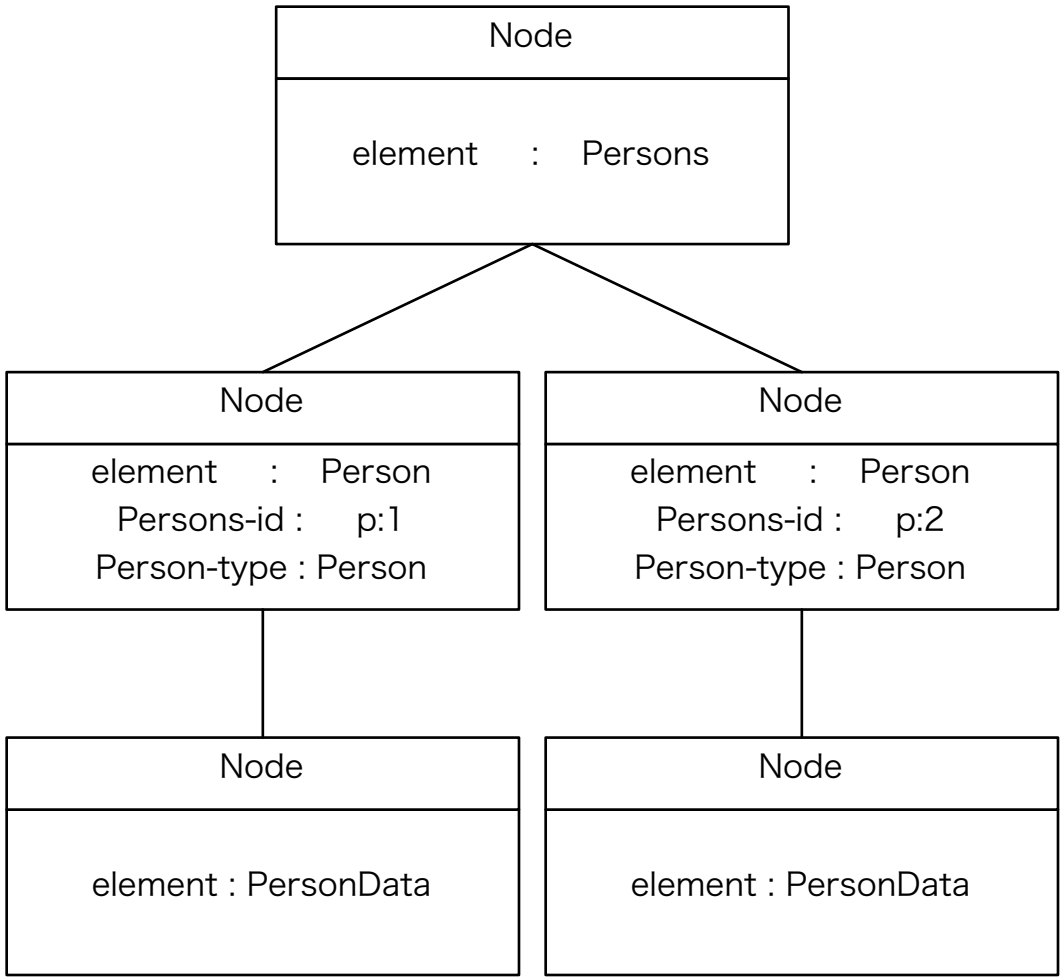 Node
element : Persons
Node
element : Person
Persons-id : p:1
Person-type : Person
Node
element : Person
Persons-id : p:2
Person-type : Person
Node
element : PersonData
Node
element : PersonData